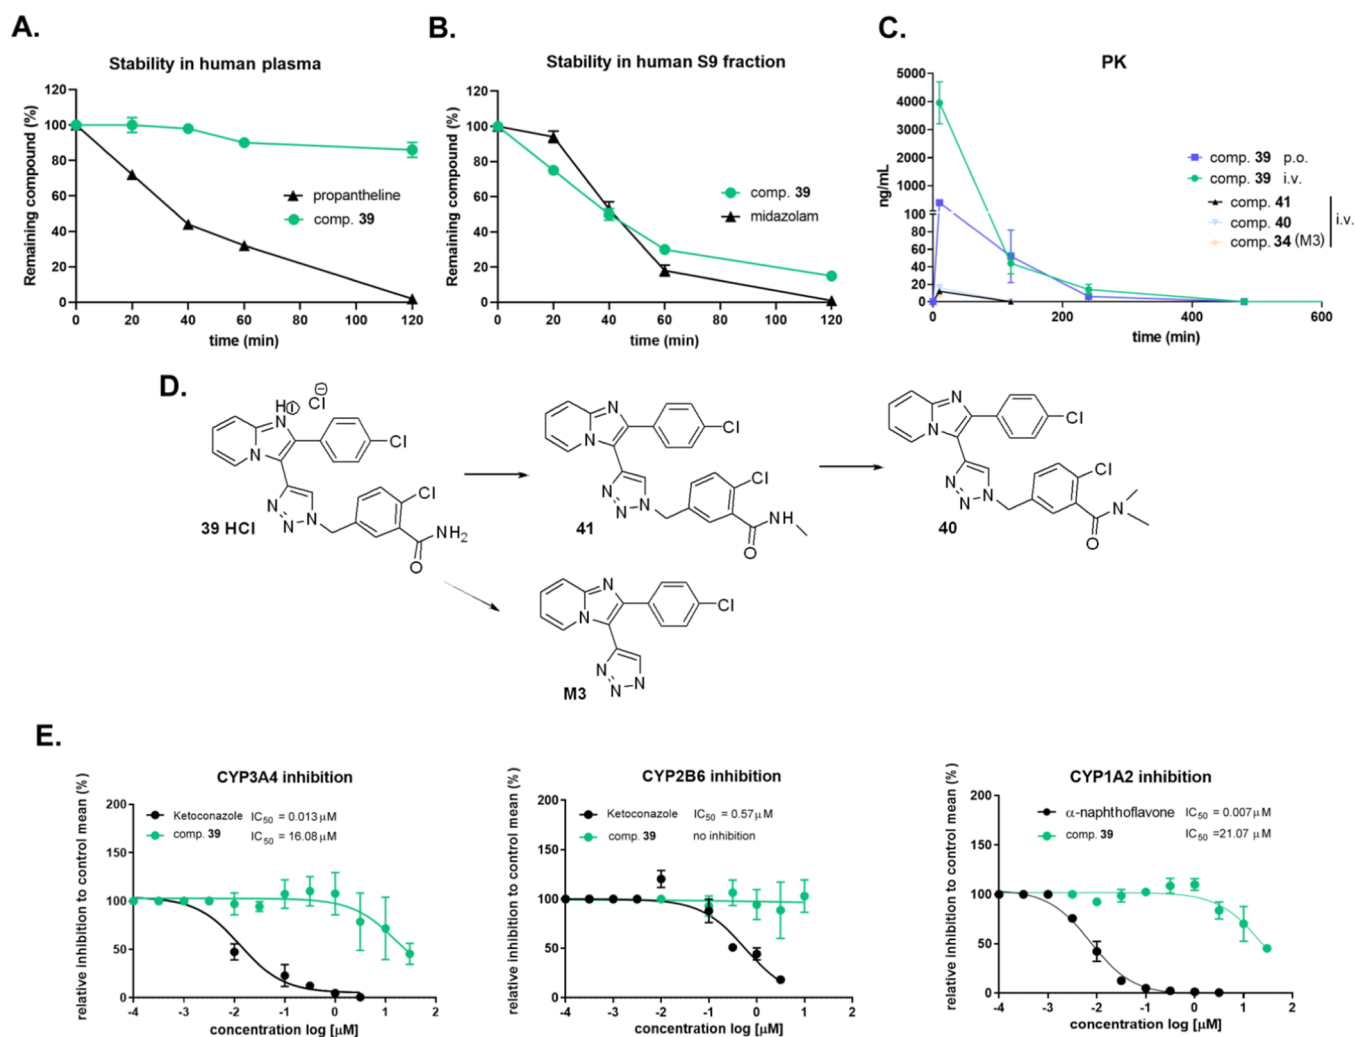 A.
Stability in human plasma
Remaining compound (%)
120
100
80
60
40
20
0
propantheline
comp. 39
0 20 40 60 80 100 120
time (min)
B.
Stability in human S9 fraction
Remaining compound (%)
120
100
80
60
40
20
0
comp. 39
midazolam
0 20 40 60 80 100 120
time (min)
C.
PK
ng/mL
5000
4000
3000
2000
1000
100
80
60
40
20
0
comp. 39 p.o.
comp. 39 i.v.
comp. 41
comp. 40
comp. 34 (M3)
i.v.
0 200 400 600
time (min)
D.
H
N
Cl
N
Cl
N
N
N
Cl
NH2
O
39 HCl
N
N
Cl
N
N
N
Cl
NH
O
41
N
N
Cl
N
N
N
Cl
N
O
40
N
N
Cl
N
N
N
M3
E.
CYP3A4 inhibition
relative inhibition to control mean (%)
200
150
100
50
0
Ketoconazole IC50 = 0.013 μM
comp. 39 IC50 = 16.08 μM
-4 -3 -2 -1 0 1 2
concentration log [μM]
CYP2B6 inhibition
relative inhibition to control mean (%)
200
150
100
50
0
Ketoconazole IC50 = 0.57 μM
comp. 39 no inhibition
-4 -3 -2 -1 0 1 2
concentration log [μM]
CYP1A2 inhibition
relative inhibition to control mean (%)
200
150
100
50
0
α-naphthoflavone IC50 = 0.007 μM
comp. 39 IC50 =21.07 μM
-4 -3 -2 -1 0 1 2
concentration log [μM]